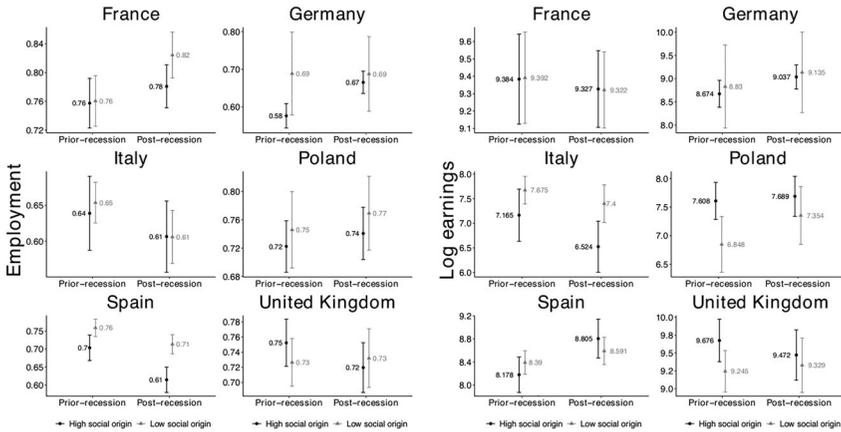 France
Germany
France
Germany
0.84
0.80
0.76
0.72
0.76
0.76
0.78
0.82
Prior−recession
Post−recession
0.80
0.70
0.60
0.58
0.69
0.67
0.69
Prior−recession
Post−recession
9.6
9.5
9.4
9.3
9.2
9.1
9.384
9.392
9.327
9.322
Prior−recession
Post−recession
10.0
9.5
9.0
8.5
8.0
8.674
8.83
9.037
9.135
Prior−recession
Post−recession
Employment
Log earnings
Italy
Poland
Italy
Poland
0.65
0.60
0.64
0.65
0.61
0.61
Prior−recession
Post−recession
0.80
0.76
0.72
0.68
0.72
0.75
0.74
0.77
Prior−recession
Post−recession
8.0
7.5
7.0
6.5
6.0
7.165
7.675
6.524
7.4
Prior−recession
Post−recession
8.0
7.5
7.0
6.5
7.608
6.848
7.689
7.354
Prior−recession
Post−recession
Spain
United Kingdom
Spain
United Kingdom
0.75
0.70
0.65
0.60
0.7
0.76
0.61
0.71
Prior−recession
Post−recession
0.78
0.76
0.74
0.72
0.70
0.75
0.73
0.72
0.73
Prior−recession
Post−recession
9.2
8.8
8.4
8.0
8.178
8.39
8.805
8.591
Prior−recession
Post−recession
10.0
9.5
9.2
9.0
9.676
9.245
9.472
9.329
Prior−recession
Post−recession
High social origin
Low social origin
High social origin
Low social origin
High social origin
Low social origin
High social origin
Low social origin